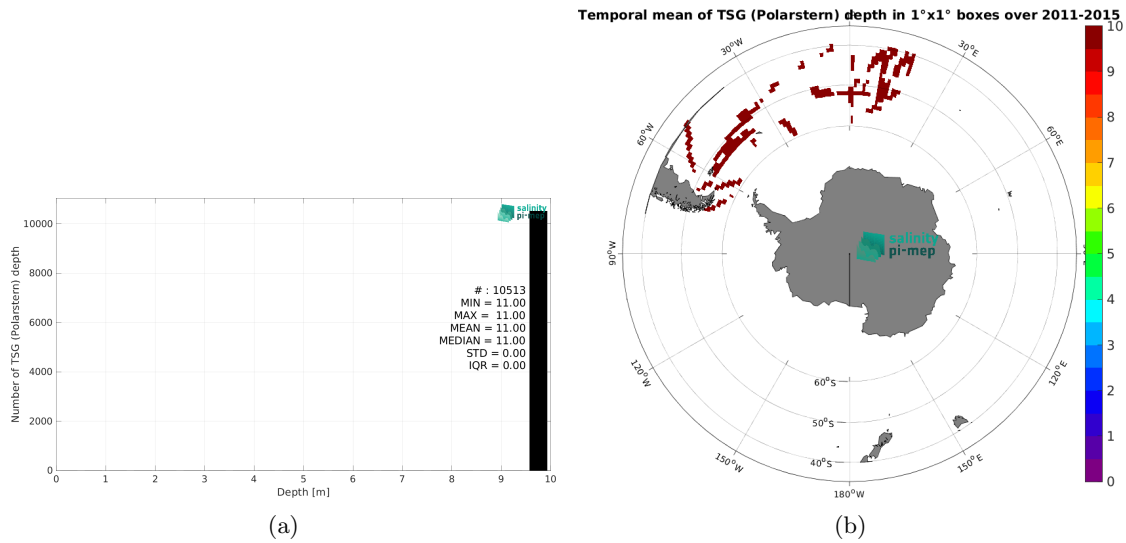 Number of TSG (Polarstern) depth
10000
8000
6000
4000
2000
0
salinity
pi-mep
# : 10513
MIN = 11.00
MAX = 11.00
MEAN = 11.00
MEDIAN = 11.00
STD = 0.00
IQR = 0.00
0 1 2 3 4 5 6 7 8 9 10
Depth [m]
(a)
Temporal mean of TSG (Polarstern) depth in 1°x1° boxes over 2011-2015
30°W
30°E
60°W
60°E
90°W
120°W
120°E
150°W
150°E
180°W
60°S
50°S
40°S
salinity
pi-mep
10
9
8
7
6
5
4
3
2
1
0
(b)